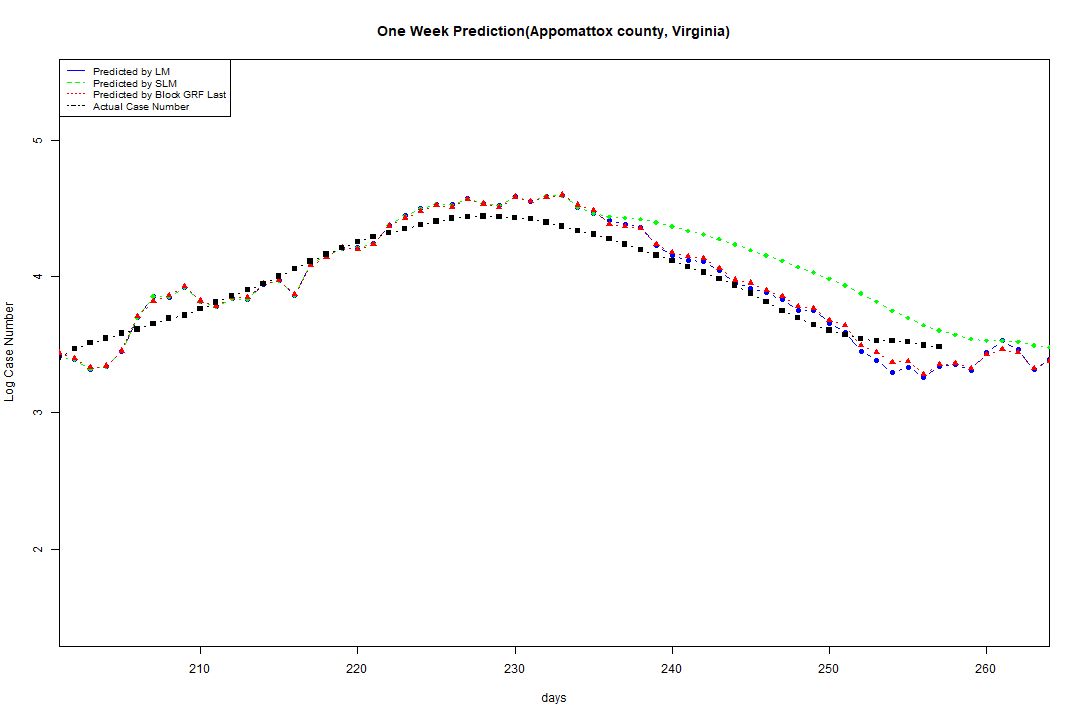 One Week Prediction(Appomattox county, Virginia)
Predicted by LM
Predicted by SLM
Predicted by Block GRF Last
Actual Case Number
5
4
3
2
Log Case Number
210 220 230 240 250 260
days